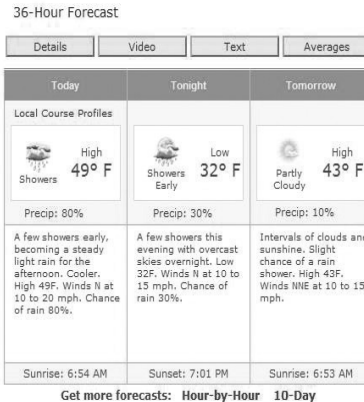 36-Hour Forecast
Details Video Text Averages
Today Tonight Tomorrow
Local Course Profiles
Showers
High
49° F
Showers
Early
Low
32° F
Partly
Cloudy
High
43° F
Precip: 80% Precip: 30% Precip: 10%
A few showers early,
becoming a steady
light rain for the
afternoon. Cooler.
High 49F. Winds N at
10 to 20 mph. Chance
of rain 80%.
A few showers this
evening with overcast
skies overnight. Low
32F. Winds N at 10 to
15 mph. Chance of
rain 30%.
Intervals of clouds and
sunshine. Slight
chance of a rain
shower. High 43F.
Winds NNE at 10 to 15
mph.
Sunrise: 6:54 AM Sunset: 7:01 PM Sunrise: 6:53 AM
Get more forecasts: Hour-by-Hour 10-Day